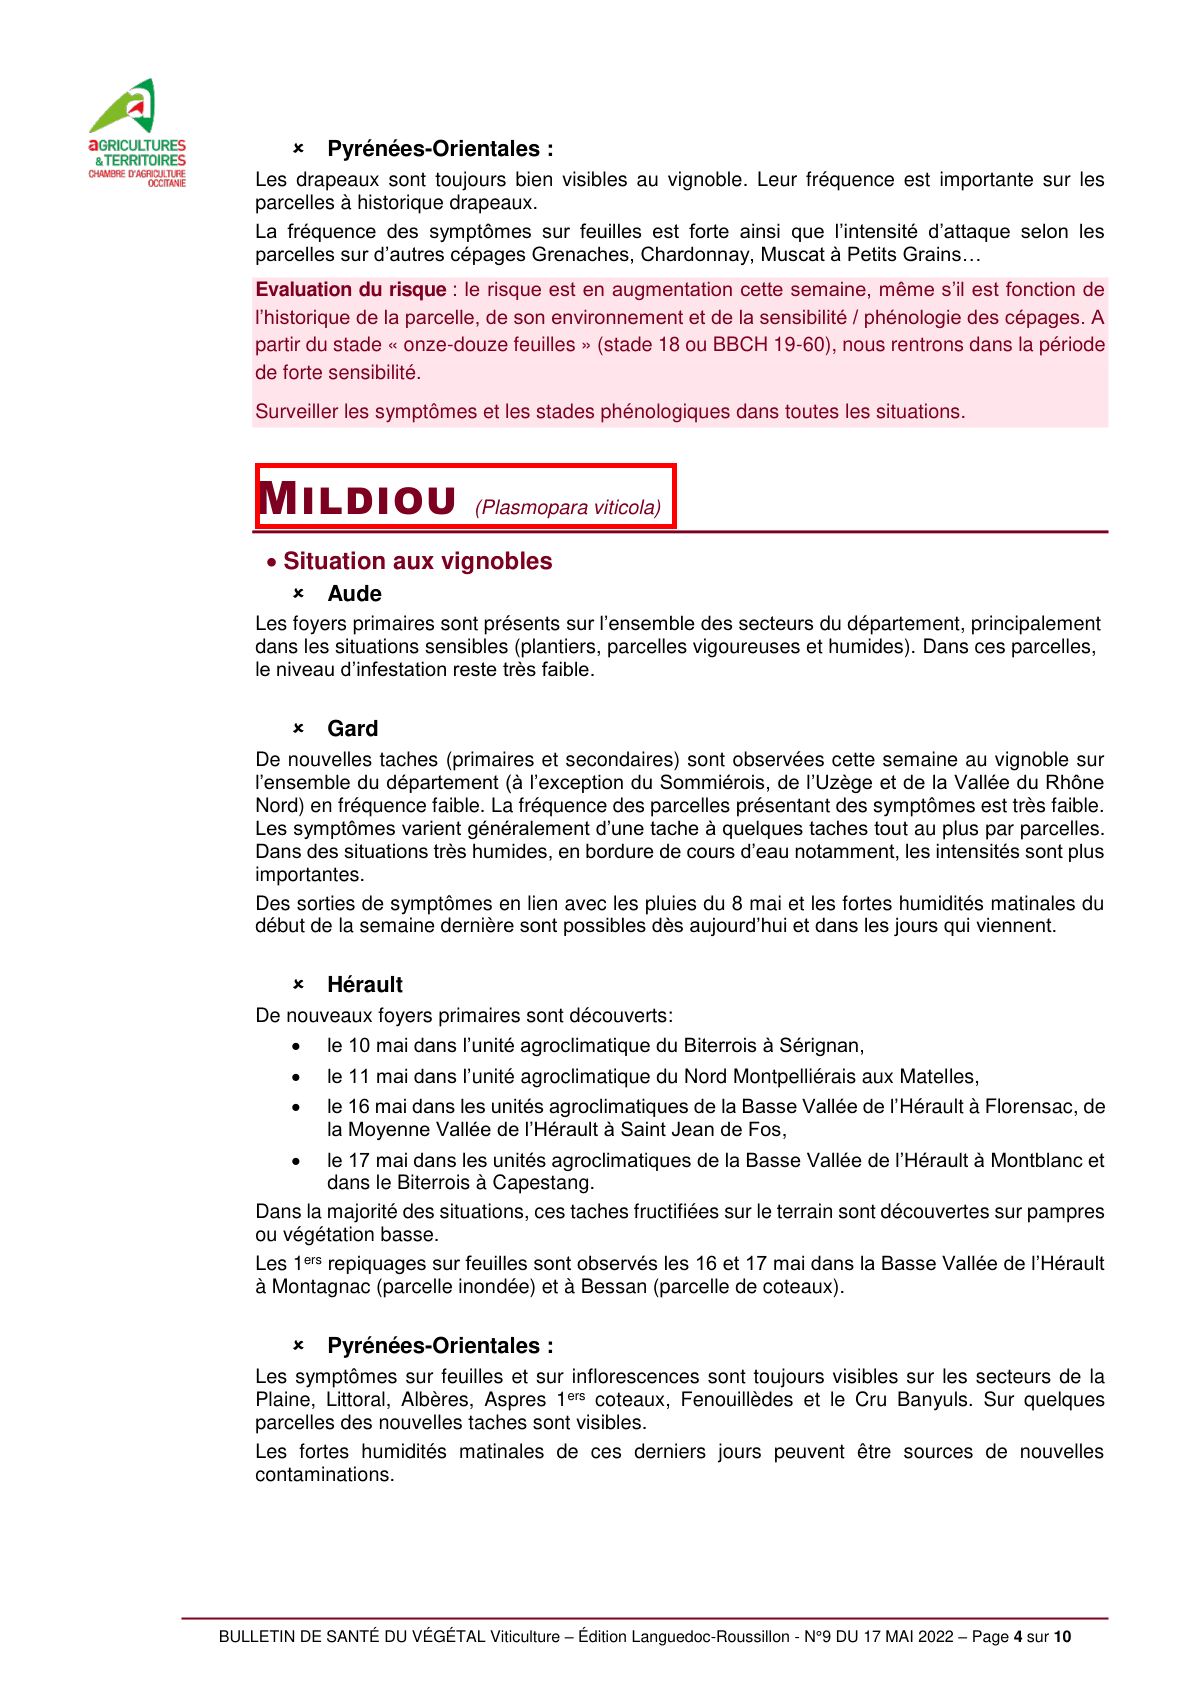 aGRICULTURES
& TERRITOIRES
CHAMBRE D'AGRICULTURE
OCCITANIE
Pyrénées-Orientales :
Les drapeaux sont toujours bien visibles au vignoble. Leur fréquence est importante sur les
parcelles à historique drapeaux.
La fréquence des symptômes sur feuilles est forte ainsi que l'intensité d'attaque selon les
parcelles sur d'autres cépages Grenaches, Chardonnay, Muscat à Petits Grains…
Evaluation du risque : le risque est en augmentation cette semaine, même s'il est fonction de
l'historique de la parcelle, de son environnement et de la sensibilité / phénologie des cépages. A
partir du stade « onze-douze feuilles » (stade 18 ou BBCH 19-60), nous rentrons dans la période
de forte sensibilité.
Surveiller les symptômes et les stades phénologiques dans toutes les situations.
MILDIOU (Plasmopara viticola)
• Situation aux vignobles
Aude
Les foyers primaires sont présents sur l'ensemble des secteurs du département, principalement
dans les situations sensibles (plantiers, parcelles vigoureuses et humides). Dans ces parcelles,
le niveau d'infestation reste très faible.
Gard
De nouvelles taches (primaires et secondaires) sont observées cette semaine au vignoble sur
l'ensemble du département (à l'exception du Sommiérois, de l'Uzège et de la Vallée du Rhône
Nord) en fréquence faible. La fréquence des parcelles présentant des symptômes est très faible.
Les symptômes varient généralement d'une tache à quelques taches tout au plus par parcelles.
Dans des situations très humides, en bordure de cours d'eau notamment, les intensités sont plus
importantes.
Des sorties de symptômes en lien avec les pluies du 8 mai et les fortes humidités matinales du
début de la semaine dernière sont possibles dès aujourd'hui et dans les jours qui viennent.
Hérault
De nouveaux foyers primaires sont découverts:
• le 10 mai dans l'unité agroclimatique du Biterrois à Sérignan,
• le 11 mai dans l'unité agroclimatique du Nord Montpelliérais aux Matelles,
• le 16 mai dans les unités agroclimatiques de la Basse Vallée de l'Hérault à Florensac, de
la Moyenne Vallée de l'Hérault à Saint Jean de Fos,
• le 17 mai dans les unités agroclimatiques de la Basse Vallée de l'Hérault à Montblanc et
dans le Biterrois à Capestang.
Dans la majorité des situations, ces taches fructifiées sur le terrain sont découvertes sur pampres
ou végétation basse.
Les 1ers repiquages sur feuilles sont observés les 16 et 17 mai dans la Basse Vallée de l'Hérault
à Montagnac (parcelle inondée) et à Bessan (parcelle de coteaux).
Pyrénées-Orientales :
Les symptômes sur feuilles et sur inflorescences sont toujours visibles sur les secteurs de la
Plaine, Littoral, Albères, Aspres 1ers coteaux, Fenouillèdes et le Cru Banyuls. Sur quelques
parcelles des nouvelles taches sont visibles.
Les fortes humidités matinales de ces derniers jours peuvent être sources de nouvelles
contaminations.
BULLETIN DE SANTÉ DU VÉGÉTAL Viticulture – Édition Languedoc-Roussillon - N°9 DU 17 MAI 2022 – Page 4 sur 10